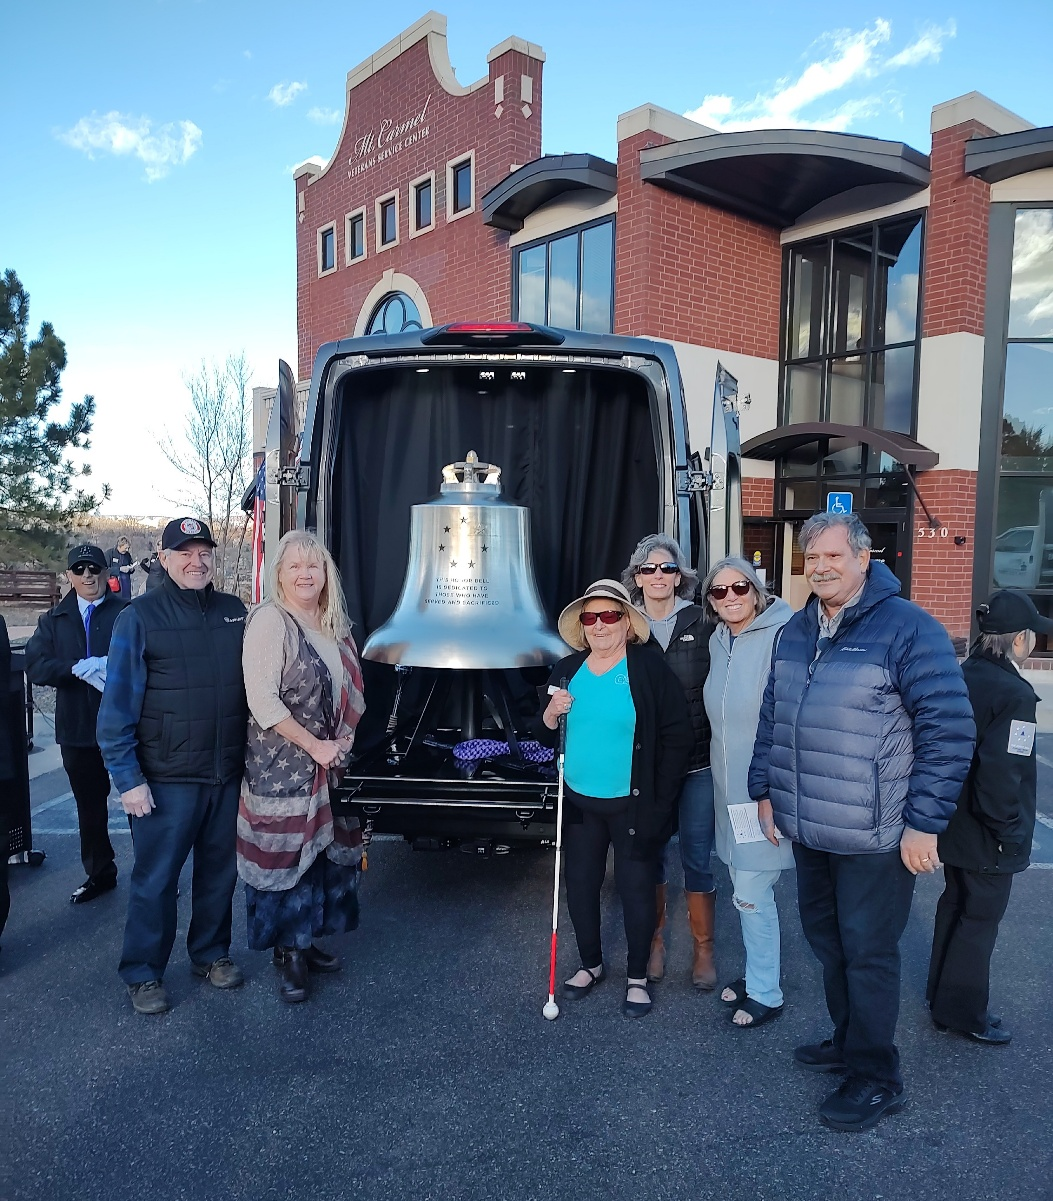 Mt. Carmel
VETERANS SERVICE CENTER
THIS HONOR BELL
IS DEDICATED TO
THOSE WHO HAVE
SERVED AND SACRIFICED
530